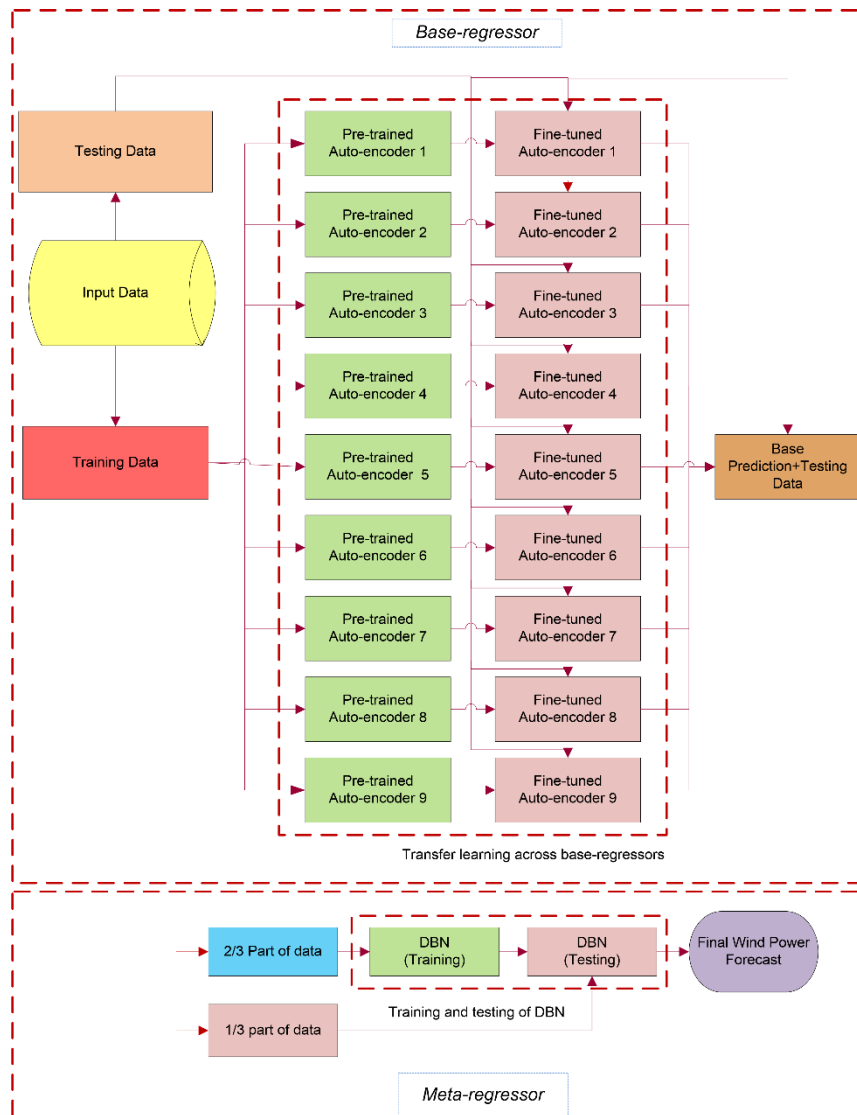 Base-regressor
Testing Data
Input Data
Training Data
Pre-trained
Auto-encoder 1
Fine-tuned
Auto-encoder 1
Pre-trained
Auto-encoder 2
Fine-tuned
Auto-encoder 2
Pre-trained
Auto-encoder 3
Fine-tuned
Auto-encoder 3
Pre-trained
Auto-encoder 4
Fine-tuned
Auto-encoder 4
Pre-trained
Auto-encoder 5
Fine-tuned
Auto-encoder 5
Pre-trained
Auto-encoder 6
Fine-tuned
Auto-encoder 6
Pre-trained
Auto-encoder 7
Fine-tuned
Auto-encoder 7
Pre-trained
Auto-encoder 8
Fine-tuned
Auto-encoder 8
Pre-trained
Auto-encoder 9
Fine-tuned
Auto-encoder 9
Base
Prediction+Testing
Data
Transfer learning across base-regressors
2/3 Part of data
DBN
(Training)
DBN
(Testing)
Final Wind Power
Forecast
1/3 part of data
Training and testing of DBN
Meta-regressor